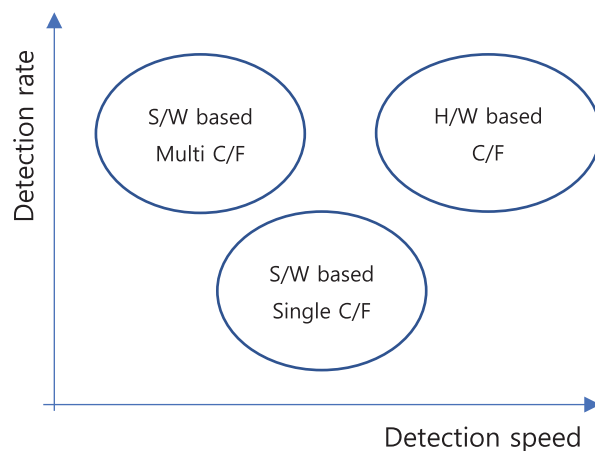 Detection rate
S/W based
Multi C/F
H/W based
C/F
S/W based
Single C/F
Detection speed